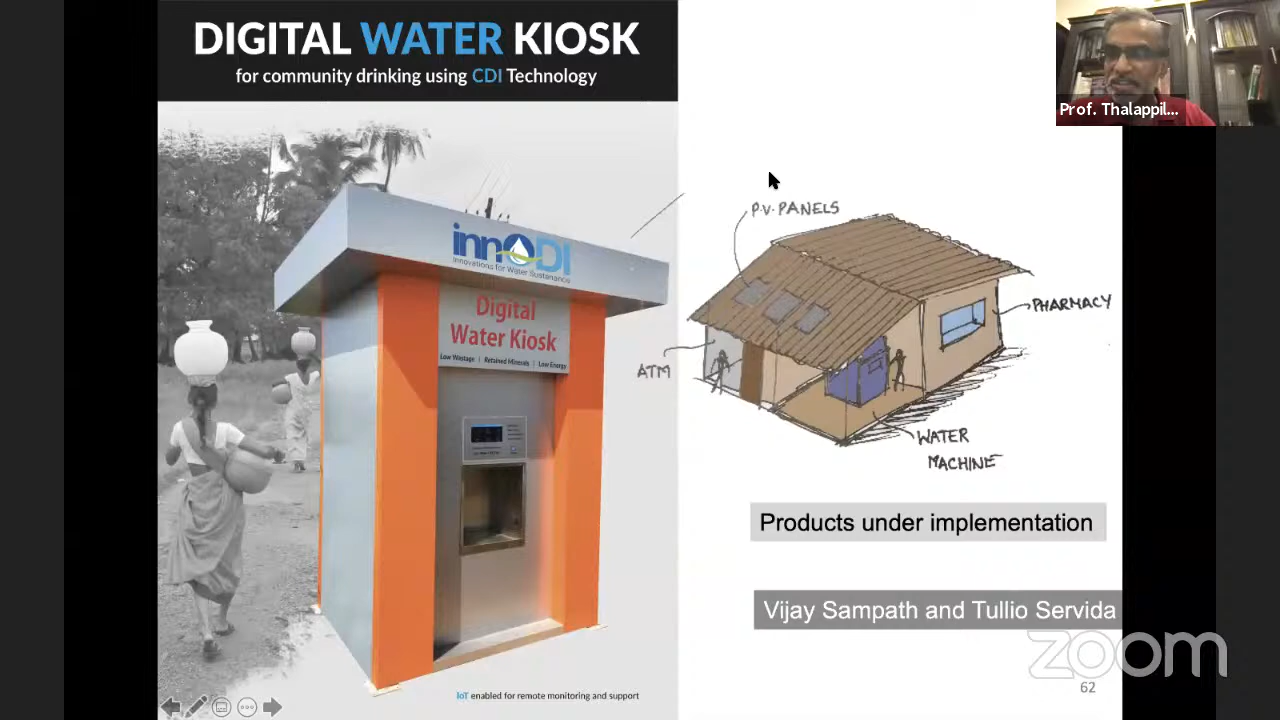 DIGITAL WATER KIOSK
for community drinking using CDI Technology
innDI
Innovations for Water Sustenance
Digital
Water Kiosk
Low Wastage | Retained Minerals | Low Energy
IoT enabled for remote monitoring and support
P.V. PANELS
PHARMACY
ATM
WATER
MACHINE
Products under implementation
Vijay Sampath and Tullio Servida
62
Prof. Thalappil...
zoom